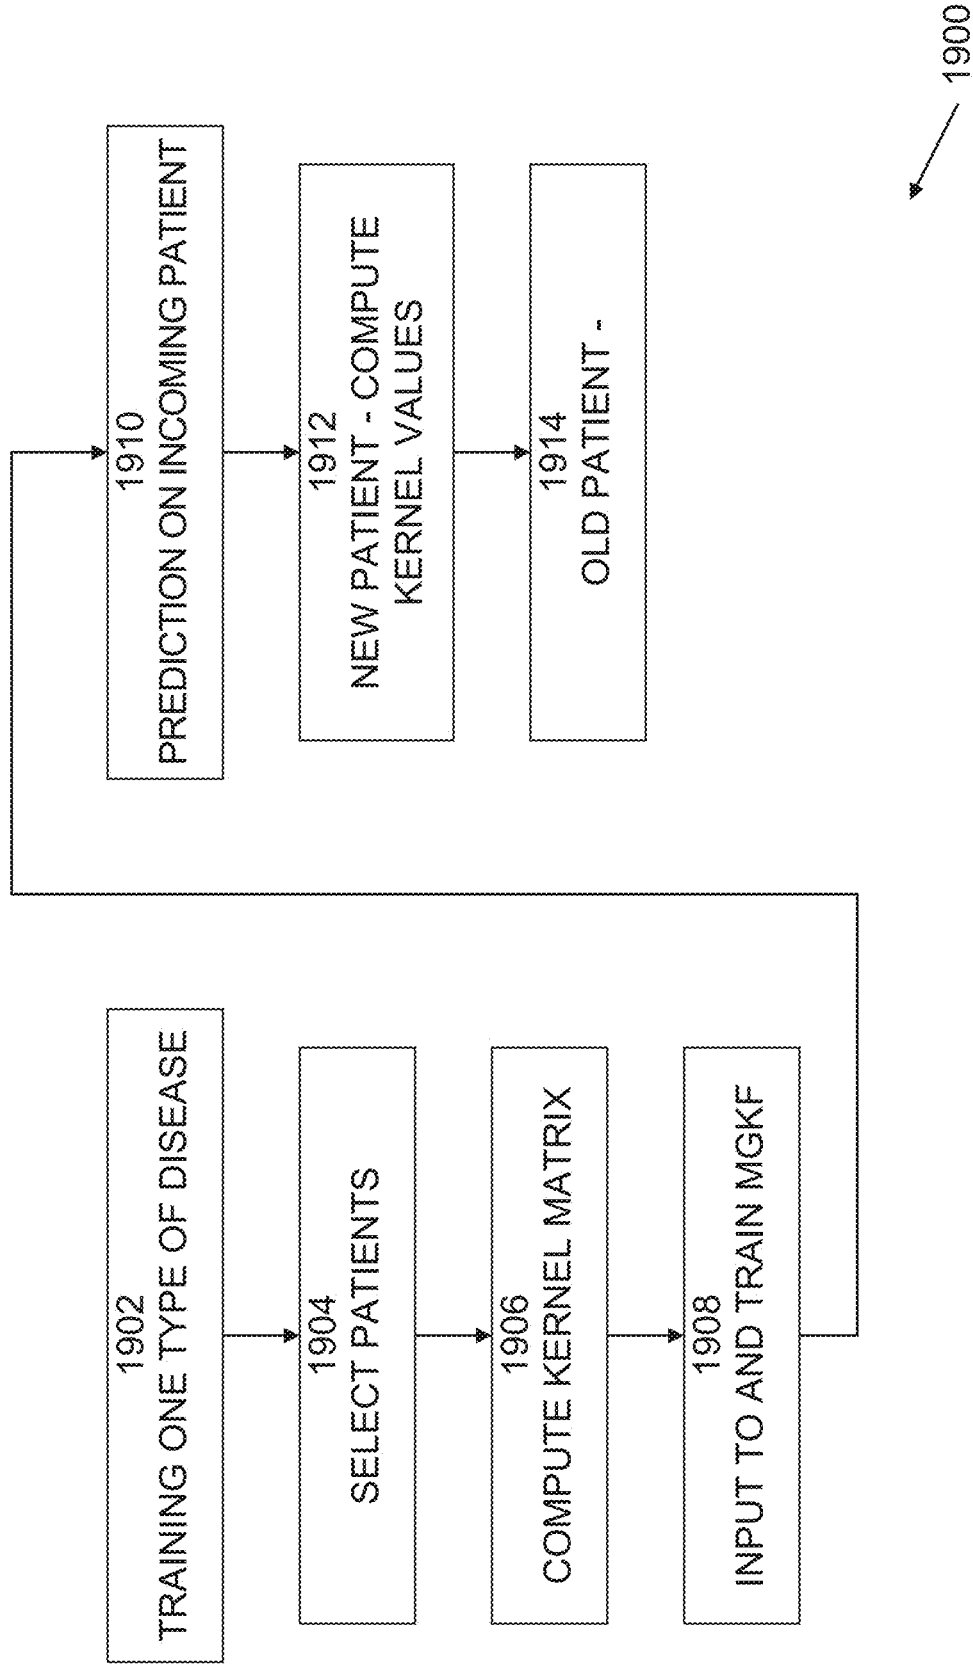 1902
TRAINING ONE TYPE OF DISEASE
1904
SELECT PATIENTS
1906
COMPUTE KERNEL MATRIX
1908
INPUT TO AND TRAIN MGKF
1910
PREDICTION ON INCOMING PATIENT
1912
NEW PATIENT - COMPUTE
KERNEL VALUES
1914
OLD PATIENT -
1900